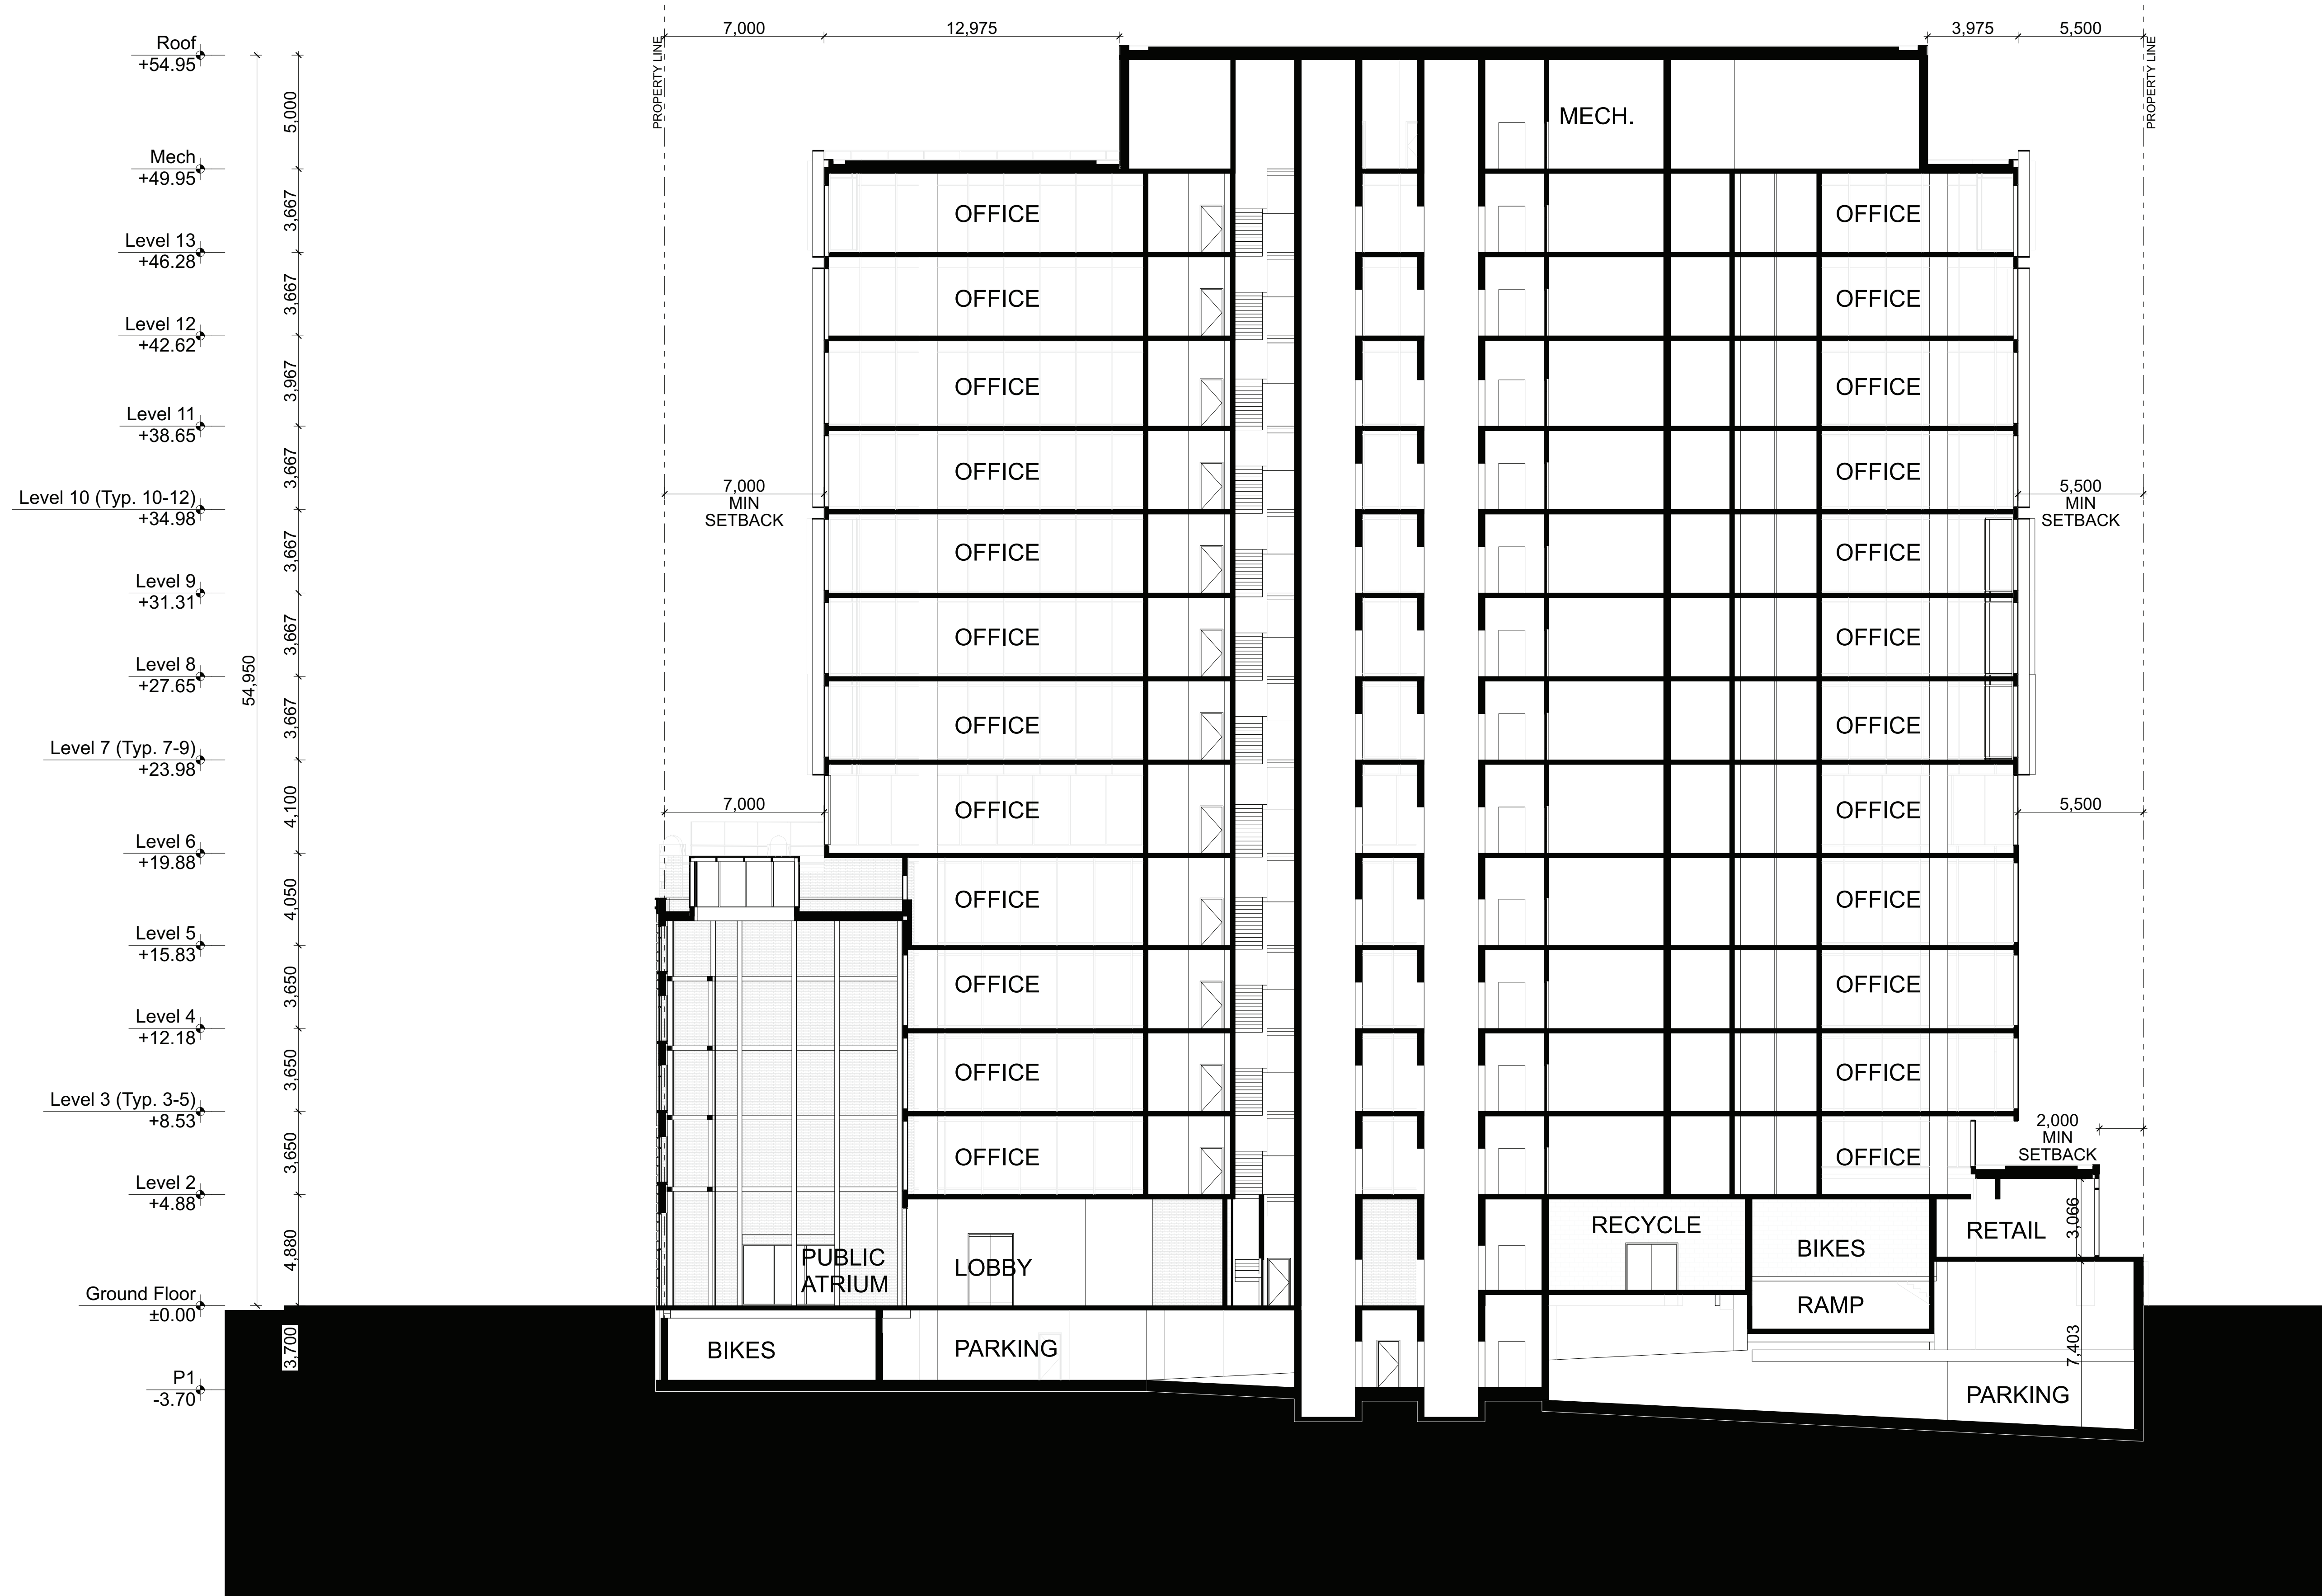 7,000
12,975
3,975
5,500
PROPERTY LINE
PROPERTY LINE
Roof
+54.95
5,000
MECH.
Mech
+49.95
3,667
OFFICE
OFFICE
Level 13
+46.28
3,667
OFFICE
OFFICE
Level 12
+42.62
3,967
OFFICE
OFFICE
Level 11
+38.65
3,667
OFFICE
OFFICE
7,000
MIN
SETBACK
5,500
MIN
SETBACK
Level 10 (Typ. 10-12)
+34.98
3,667
OFFICE
OFFICE
Level 9
+31.31
3,667
OFFICE
OFFICE
Level 8
+27.65
54,950
3,667
OFFICE
OFFICE
Level 7 (Typ. 7-9)
+23.98
4,100
7,000
OFFICE
OFFICE
5,500
Level 6
+19.88
4,050
OFFICE
OFFICE
Level 5
+15.83
3,650
OFFICE
OFFICE
Level 4
+12.18
3,650
OFFICE
OFFICE
Level 3 (Typ. 3-5)
+8.53
3,650
OFFICE
OFFICE
2,000
MIN
SETBACK
Level 2
+4.88
4,880
PUBLIC
ATRIUM
LOBBY
RECYCLE
BIKES
RETAIL
3,066
Ground Floor
±0.00
3,700
BIKES
PARKING
RAMP
7,403
P1
-3.70
PARKING